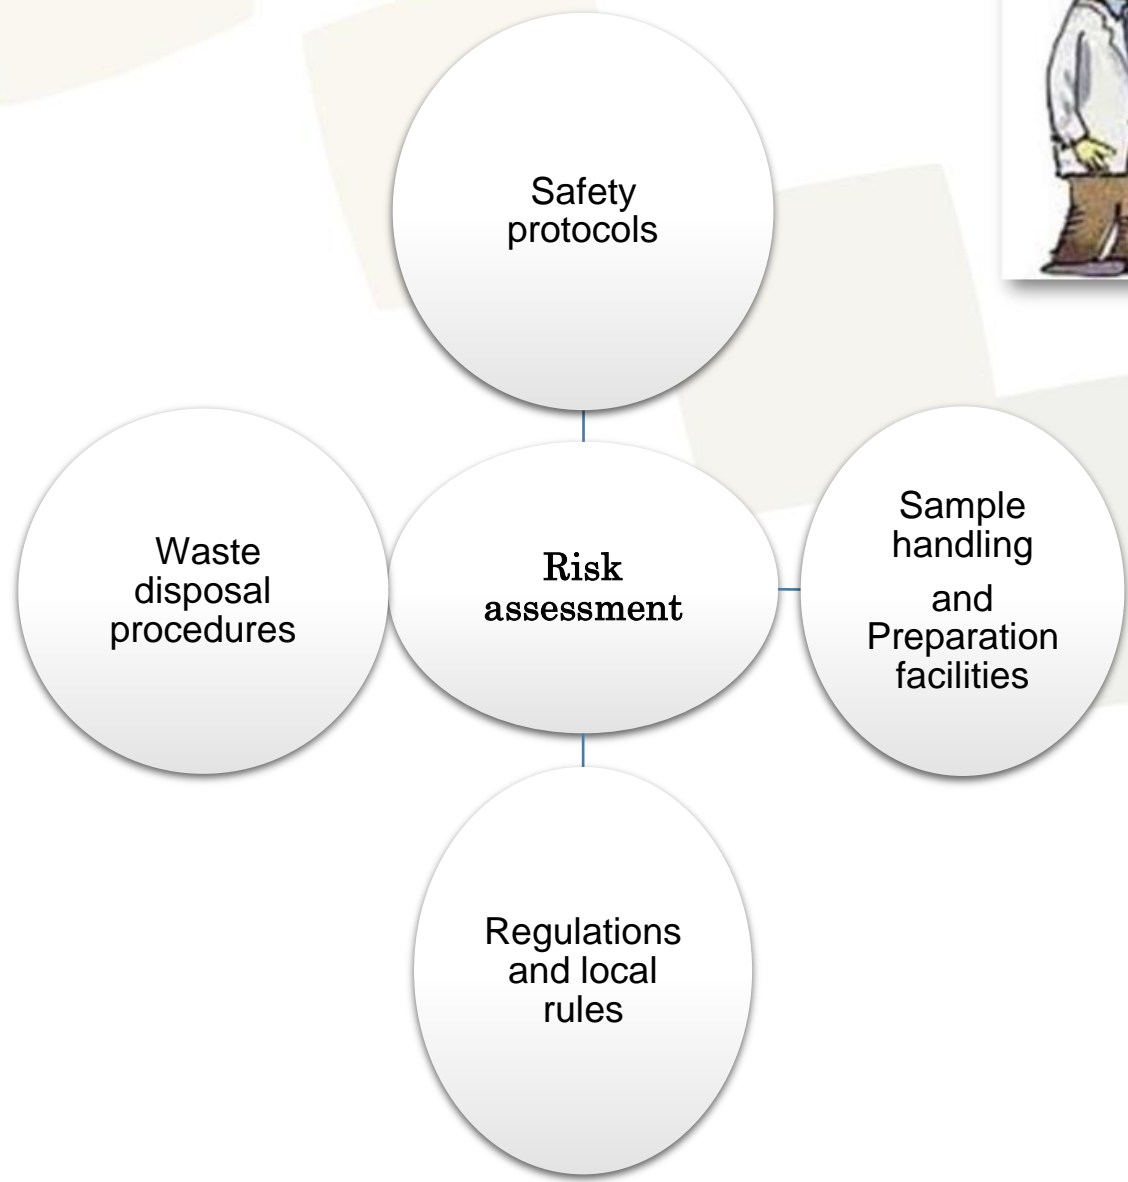 Safety
protocols
Waste
disposal
procedures
Risk
assessment
Sample
handling
and
Preparation
facilities
Regulations
and local
rules